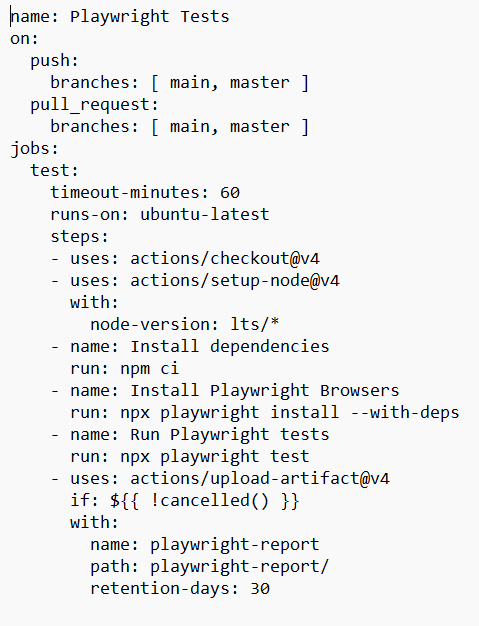 name: Playwright Tests
on:
  push:
    branches: [ main, master ]
  pull_request:
    branches: [ main, master ]
jobs:
  test:
    timeout-minutes: 60
    runs-on: ubuntu-latest
    steps:
    - uses: actions/checkout@v4
    - uses: actions/setup-node@v4
      with:
        node-version: lts/*
    - name: Install dependencies
      run: npm ci
    - name: Install Playwright Browsers
      run: npx playwright install --with-deps
    - name: Run Playwright tests
      run: npx playwright test
    - uses: actions/upload-artifact@v4
      if: ${{ !cancelled() }}
      with:
        name: playwright-report
        path: playwright-report/
        retention-days: 30